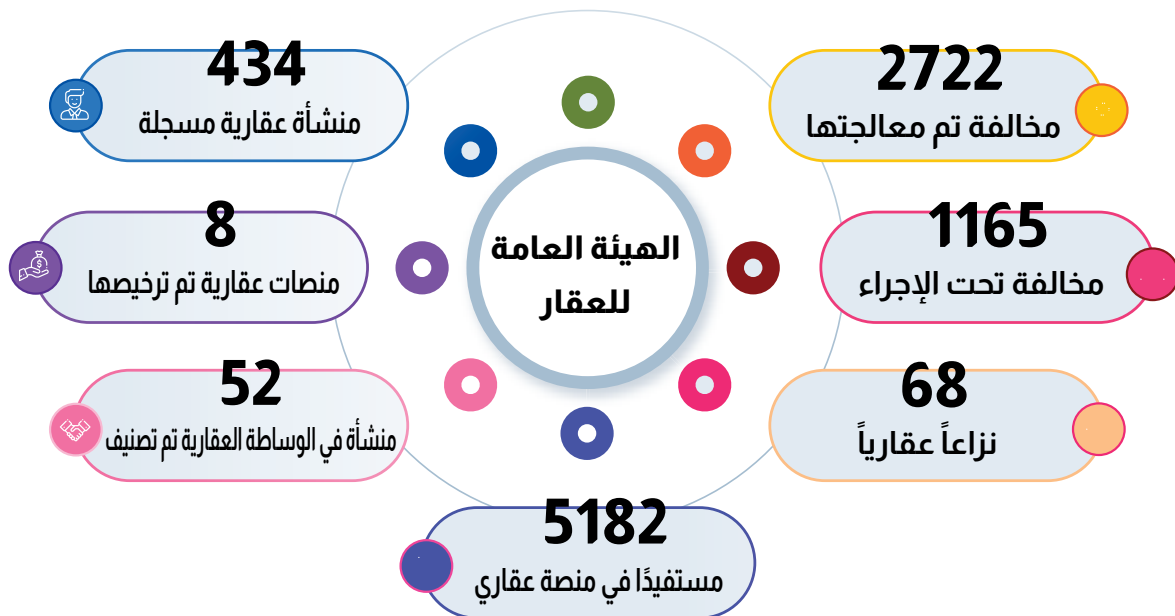 الهيئة العامة
للعقار
2722
مخالفة تم معالجتها
1165
مخالفة تحت الإجراء
68
نزاعاً عقارياً
434
منشأة عقارية مسجلة
8
منصات عقارية تم ترخيصها
52
منشأة في الوساطة العقارية تم تصنيف
5182
مستفيدًا في منصة عقاري